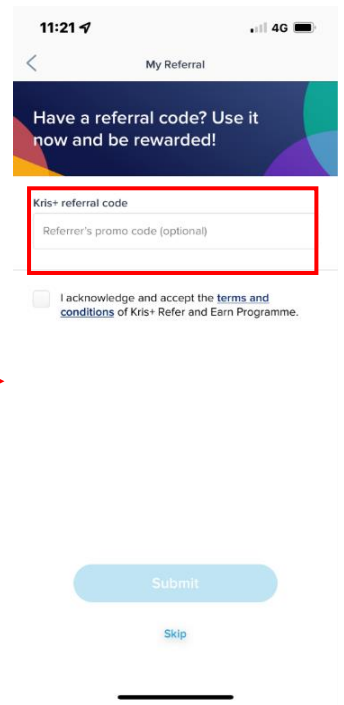 11:21
4G
My Referral
Have a referral code? Use it
now and be rewarded!
Kris+ referral code
Referrer's promo code (optional)
I acknowledge and accept the terms and
conditions of Kris+ Refer and Earn Programme.
Submit
Skip